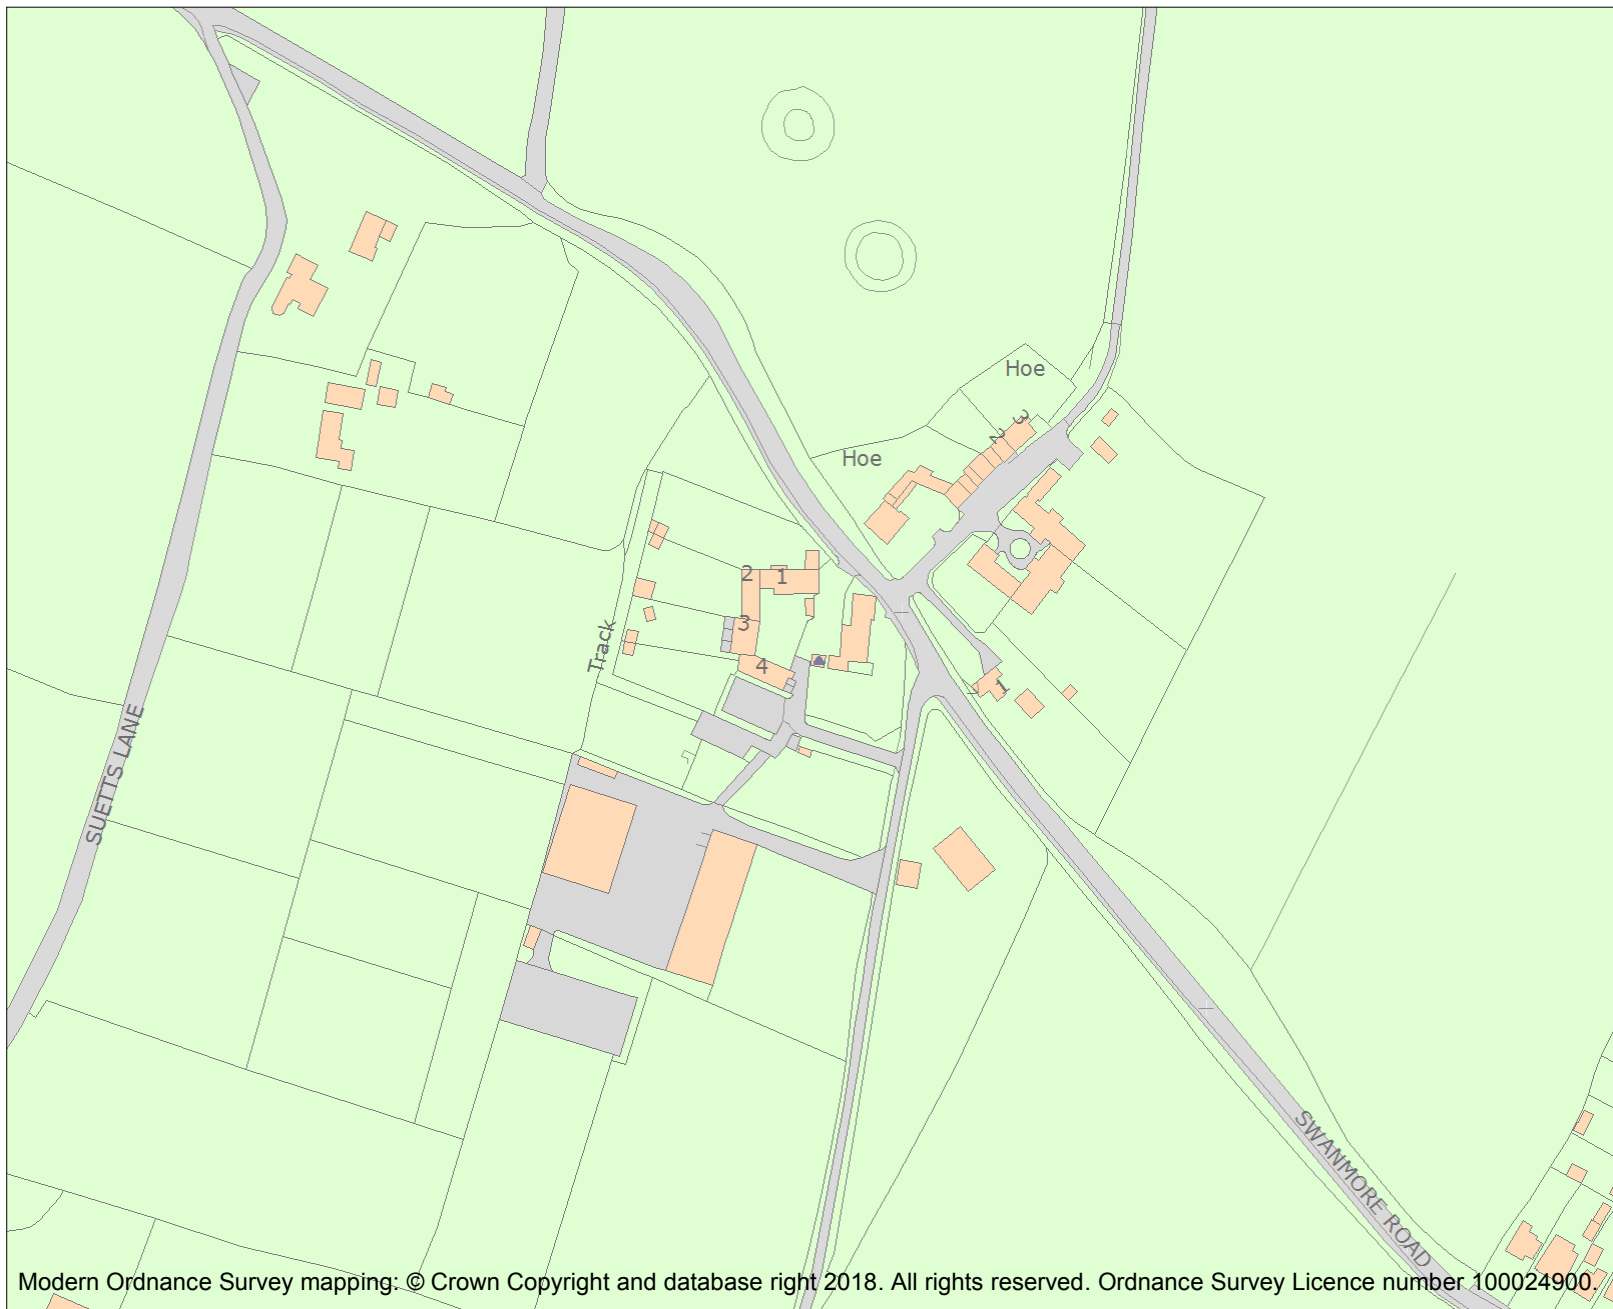 Hoe
3
2
Hoe
2
1
3
Track
4
1
SUETTS LANE
SWANMORE ROAD
Modern Ordnance Survey mapping: © Crown Copyright and database right 2018. All rights reserved. Ordnance Survey Licence number 100024900.